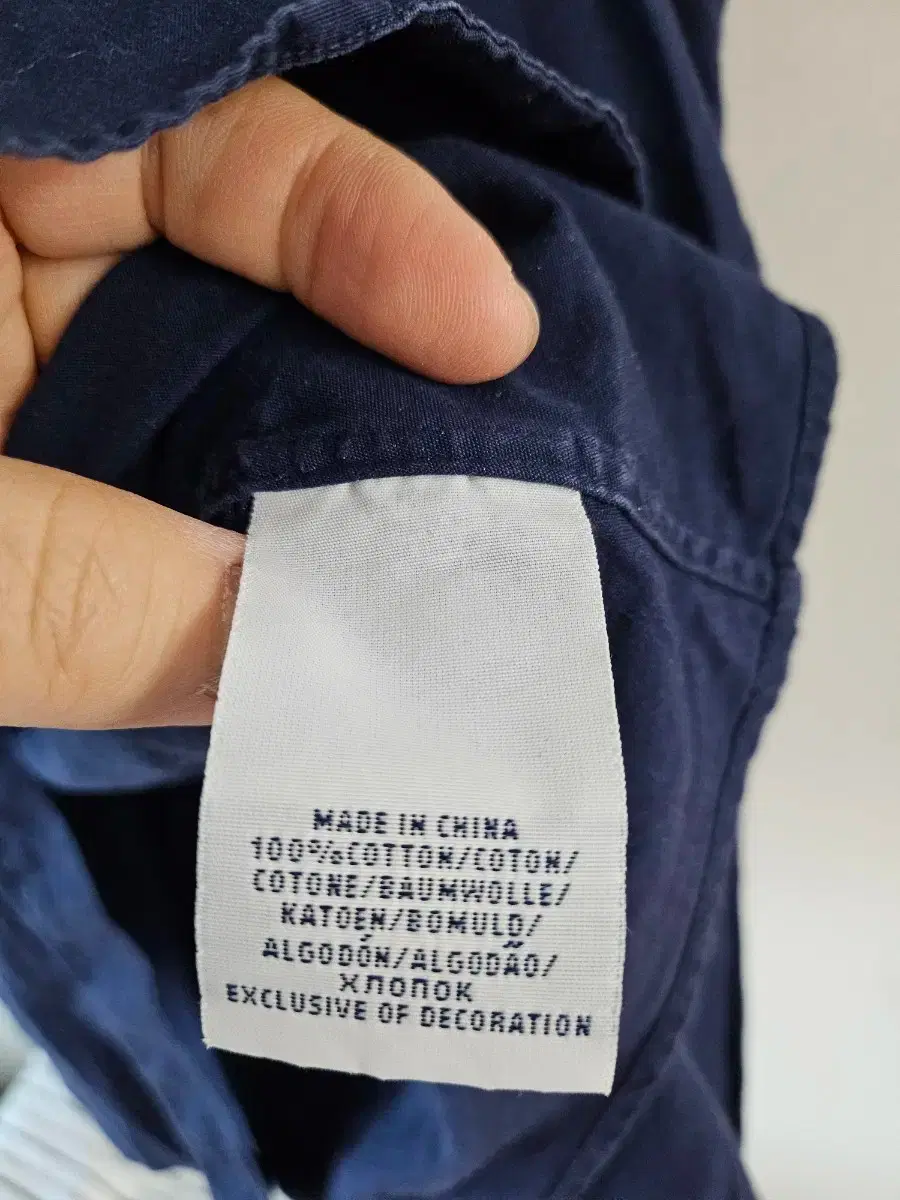 MADE IN CHINA
100%COTTON/COTON/
COTONE/BAUMWOLLE/
KATOEN/BOMULD/
ALGODÓN/ALGODÃO/
ХЛОПОК
EXCLUSIVE OF DECORATION